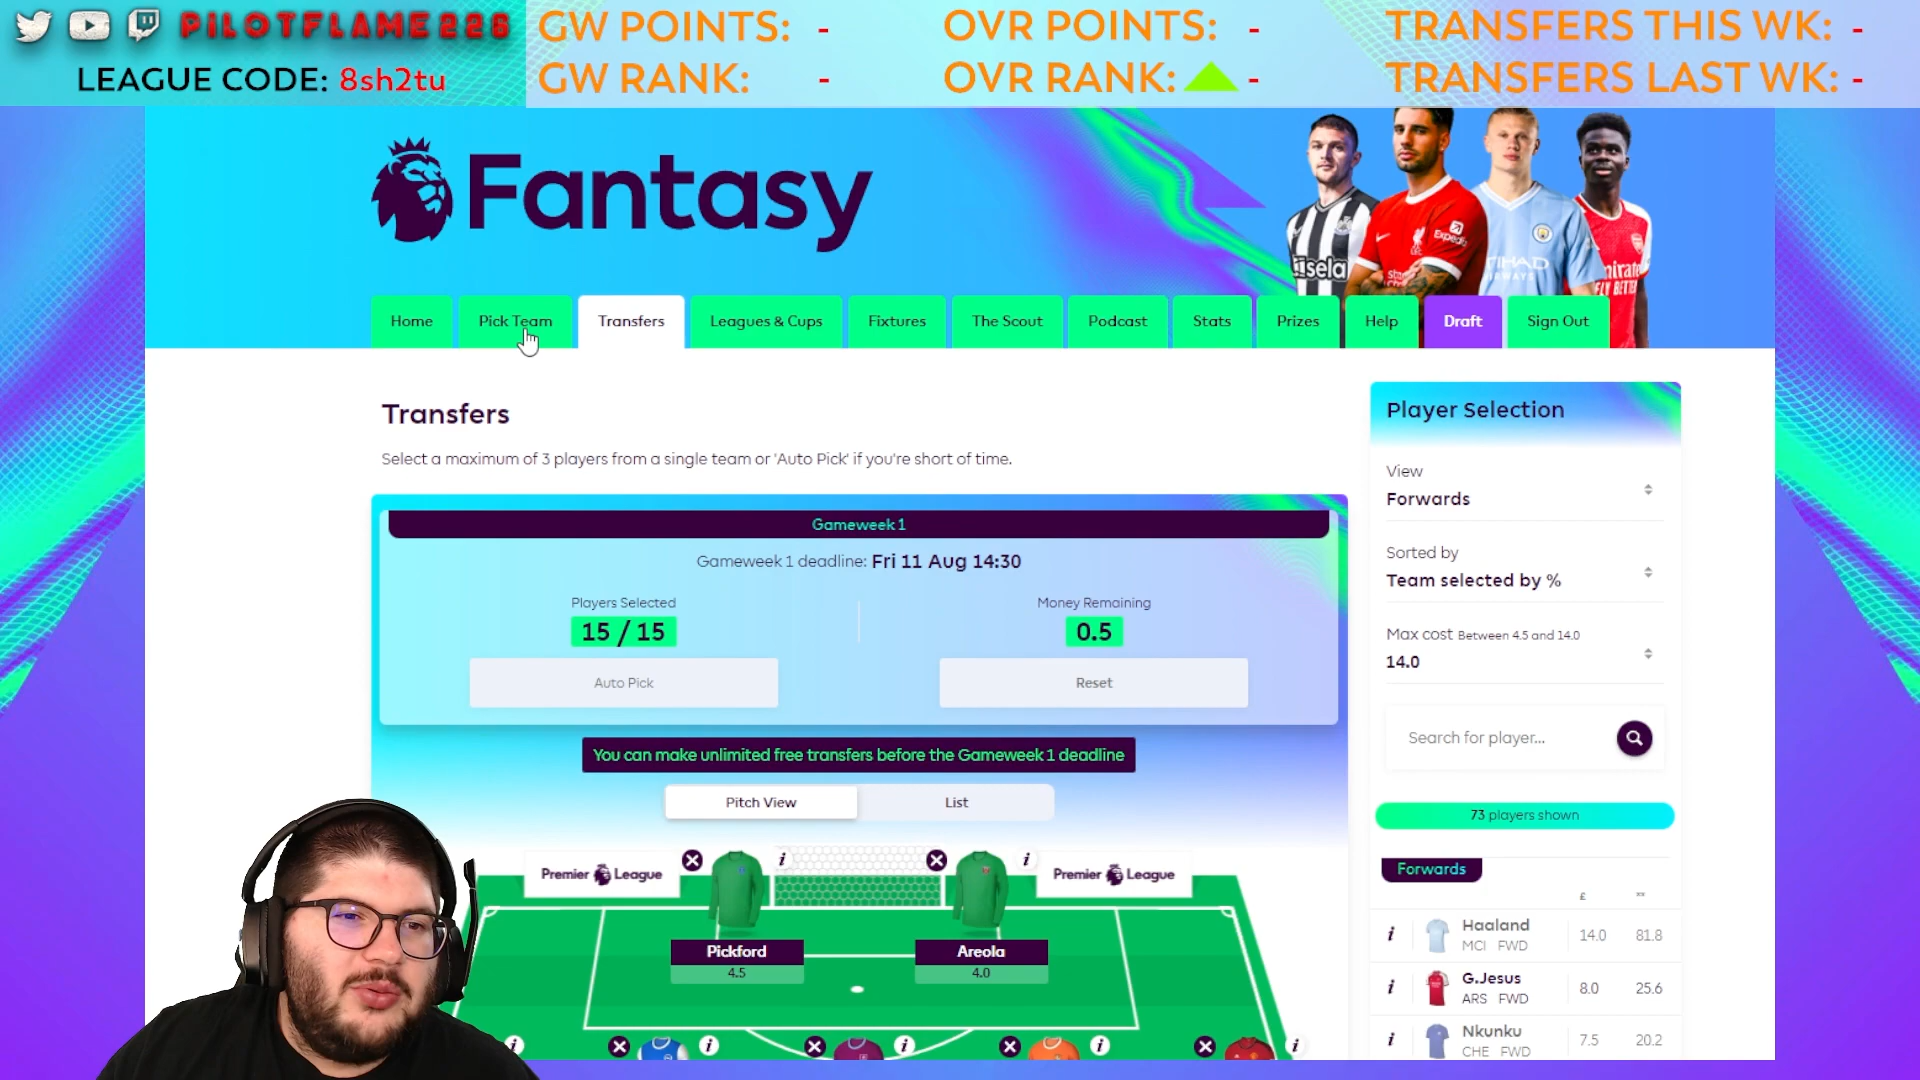 PILOTFLAME228
LEAGUE CODE: 8sh2tu
GW POINTS: -
GW RANK: -
OVR POINTS: -
OVR RANK: -
TRANSFERS THIS WK: -
TRANSFERS LAST WK: -
Fantasy
Expedia
Home
Pick Team
Transfers
Leagues & Cups
Fixtures
The Scout
Podcast
Stats
Prizes
Help
Draft
Sign Out
Transfers
Select a maximum of 3 players from a single team or 'Auto Pick' if you're short of time.
Gameweek 1
Gameweek 1 deadline: Fri 11 Aug 14:30
Players Selected
15 / 15
Money Remaining
0.5
Auto Pick
Reset
You can make unlimited free transfers before the Gameweek 1 deadline
Pitch View
List
Premier League
Premier League
Pickford
4.5
Areola
4.0
Player Selection
View
Forwards
Sorted by
Team selected by %
Max cost Between 4.5 and 14.0
14.0
Search for player...
73 players shown
Forwards
£
**
Haaland
MCI FWD
14.0
81.8
G.Jesus
ARS FWD
8.0
25.6
Nkunku
CHE FWD
7.5
20.2